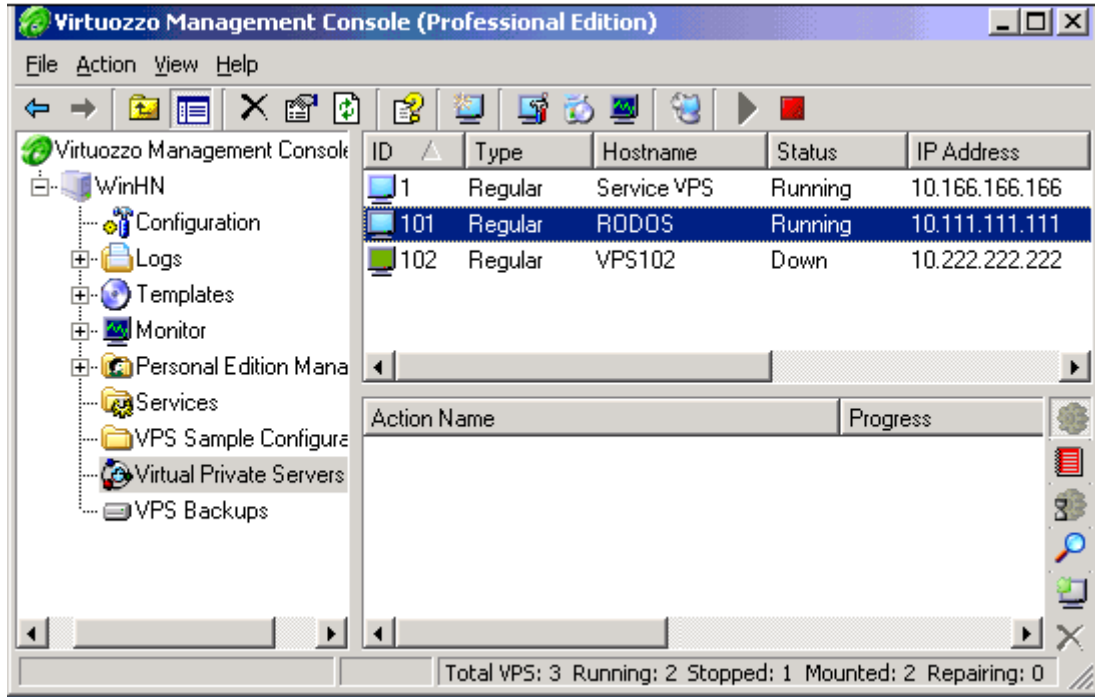 Virtuozzo Management Console (Professional Edition)
File Action View Help
Virtuozzo Management Console
WinHN
Configuration
Logs
Templates
Monitor
Personal Edition Mana
Services
VPS Sample Configura
Virtual Private Servers
VPS Backups
ID Type Hostname Status IP Address
1 Regular Service VPS Running 10.166.166.166
101 Regular RODOS Running 10.111.111.111
102 Regular VPS102 Down 10.222.222.222
Action Name Progress
Total VPS: 3 Running: 2 Stopped: 1 Mounted: 2 Repairing: 0